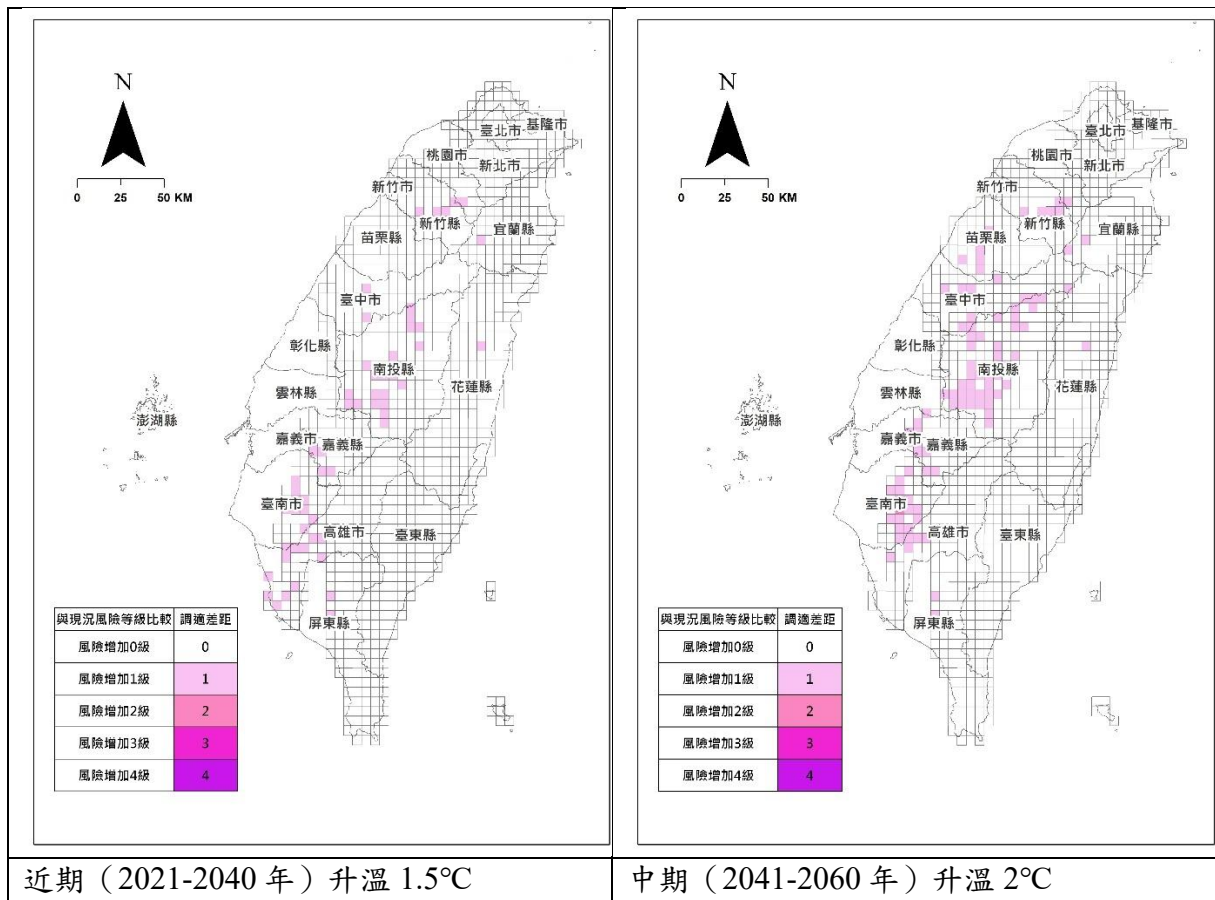 N
0 25 50 KM
基隆市
臺北市
桃園市
新北市
新竹市
新竹縣
宜蘭縣
苗栗縣
臺中市
彰化縣
南投縣
花蓮縣
雲林縣
澎湖縣
嘉義市
嘉義縣
臺南市
高雄市
臺東縣
屏東縣
與現況風險等級比較 調適差距
風險增加0級 0
風險增加1級 1
風險增加2級 2
風險增加3級 3
風險增加4級 4
近期（2021-2040 年）升溫 1.5°C
N
0 25 50 KM
基隆市
臺北市
桃園市
新北市
新竹市
新竹縣
宜蘭縣
苗栗縣
臺中市
彰化縣
南投縣
花蓮縣
雲林縣
澎湖縣
嘉義市
嘉義縣
臺南市
高雄市
臺東縣
屏東縣
與現況風險等級比較 調適差距
風險增加0級 0
風險增加1級 1
風險增加2級 2
風險增加3級 3
風險增加4級 4
中期（2041-2060 年）升溫 2°C